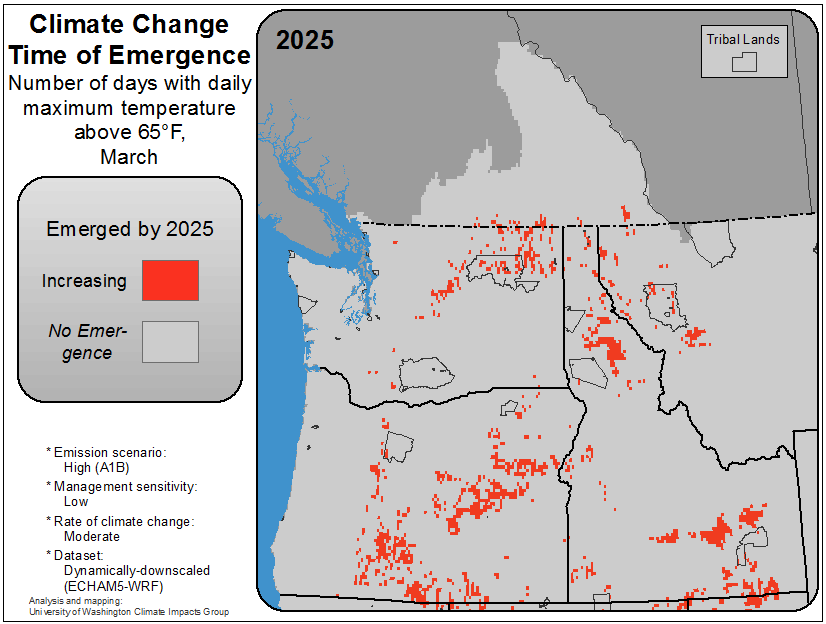 Climate Change
Time of Emergence
Number of days with daily
maximum temperature
above 65°F,
March
Emerged by 2025
Increasing
No Emer-
gence
* Emission scenario:
High (A1B)
* Management sensitivity:
Low
* Rate of climate change:
Moderate
* Dataset:
Dynamically-downscaled
(ECHAM5-WRF)
Analysis and mapping:
University of Washington Climate Impacts Group
2025
Tribal Lands